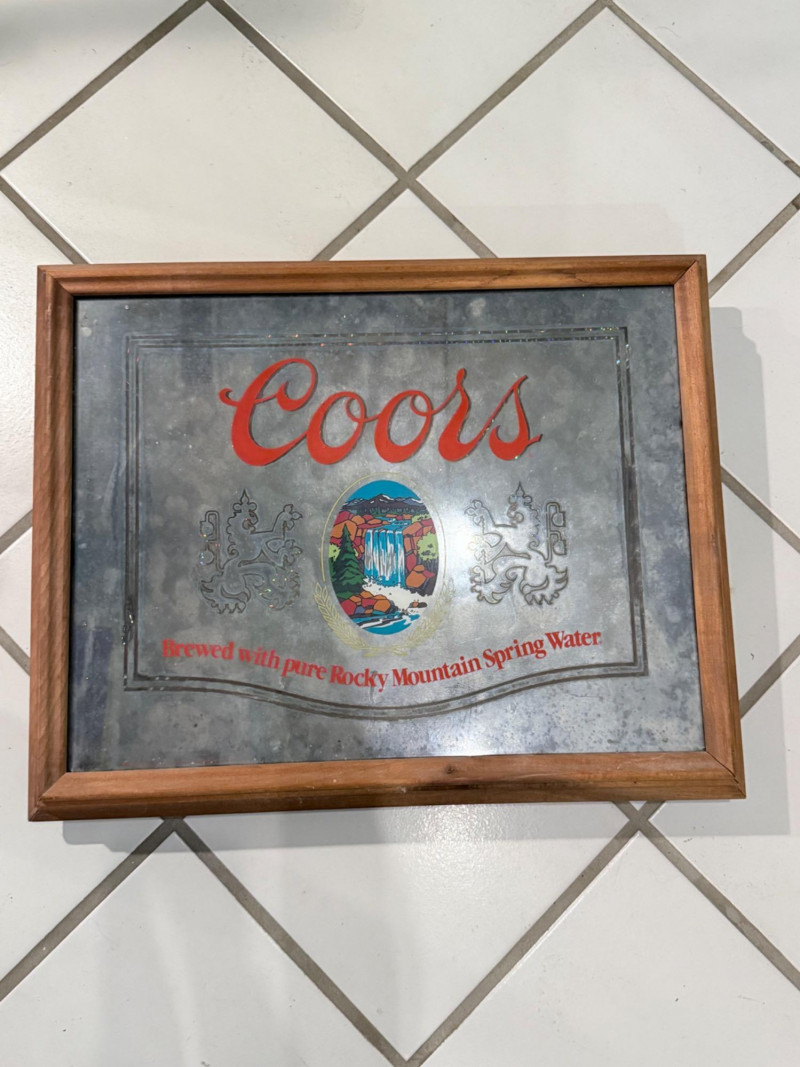 Coors
Brewed with pure Rocky Mountain Spring Water